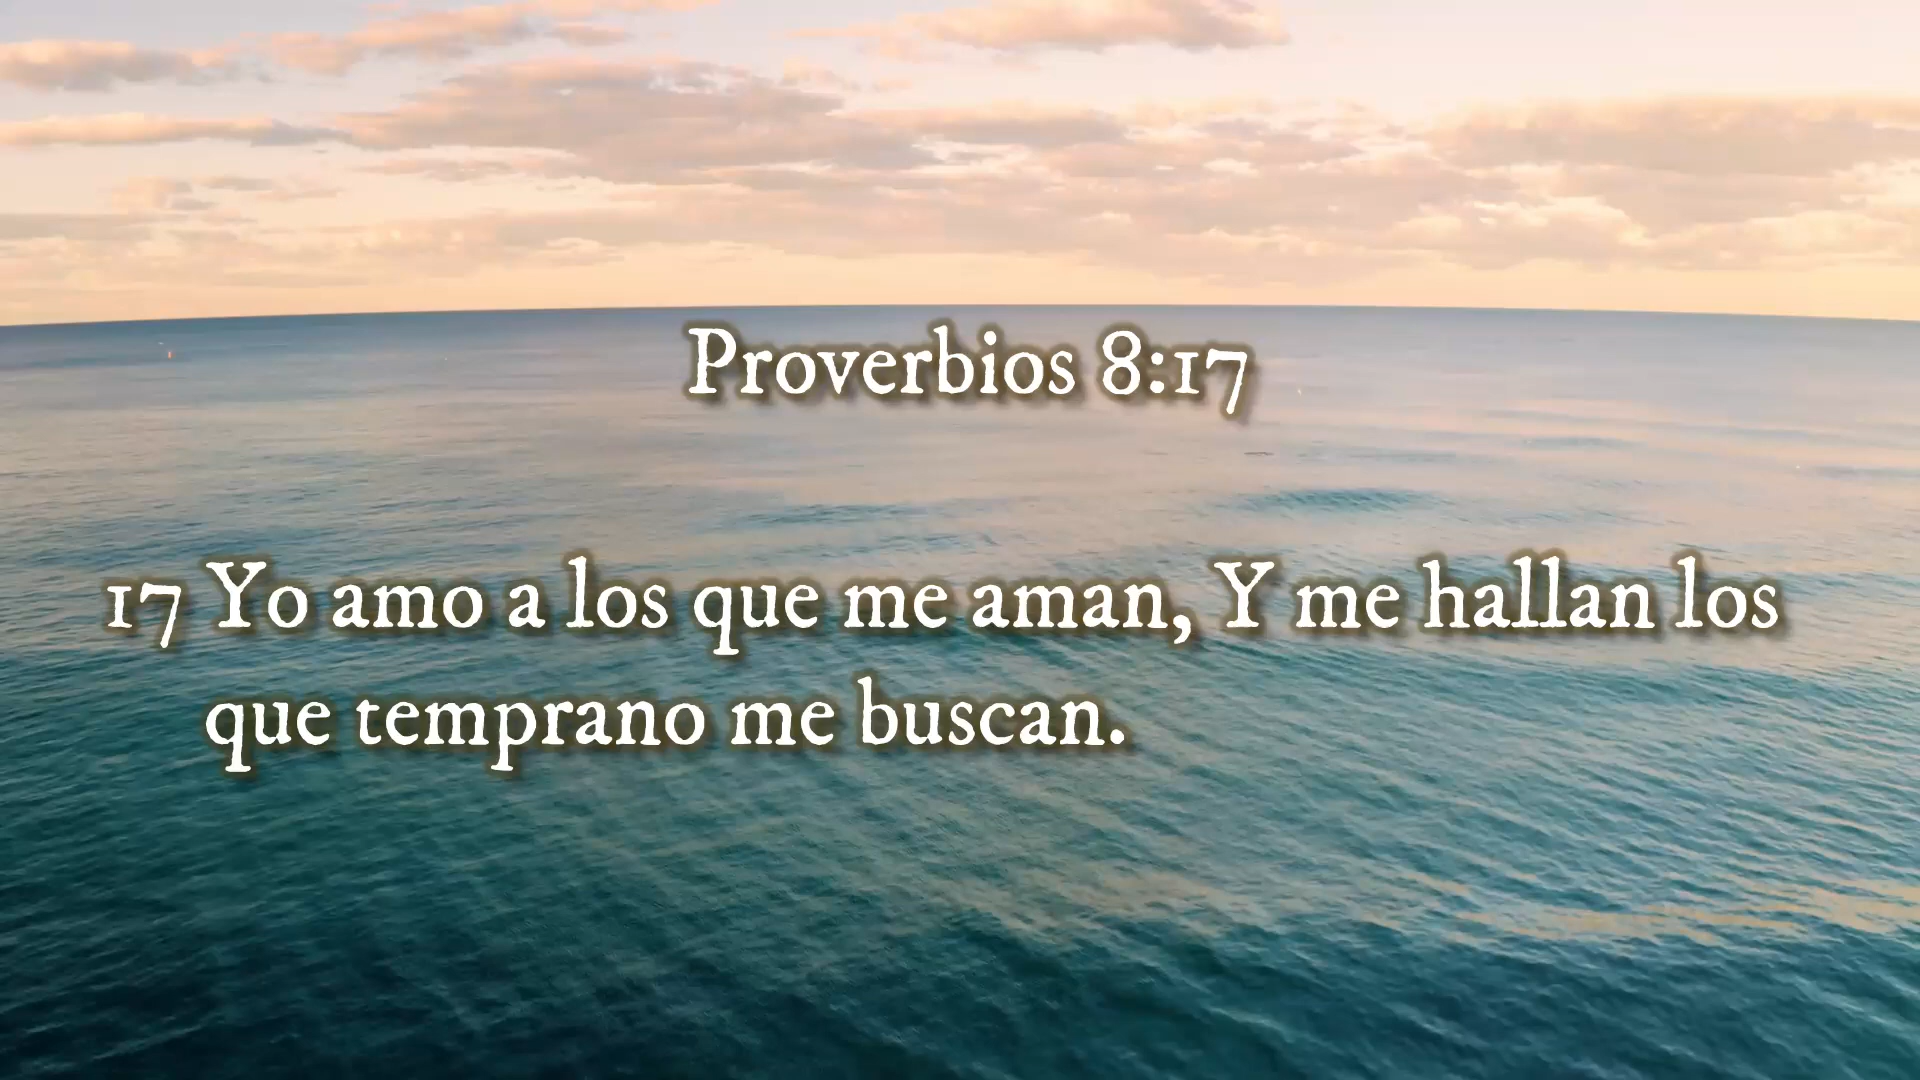 Proverbios 8:17
17 Yo amo a los que me aman, Y me hallan los
que temprano me buscan.